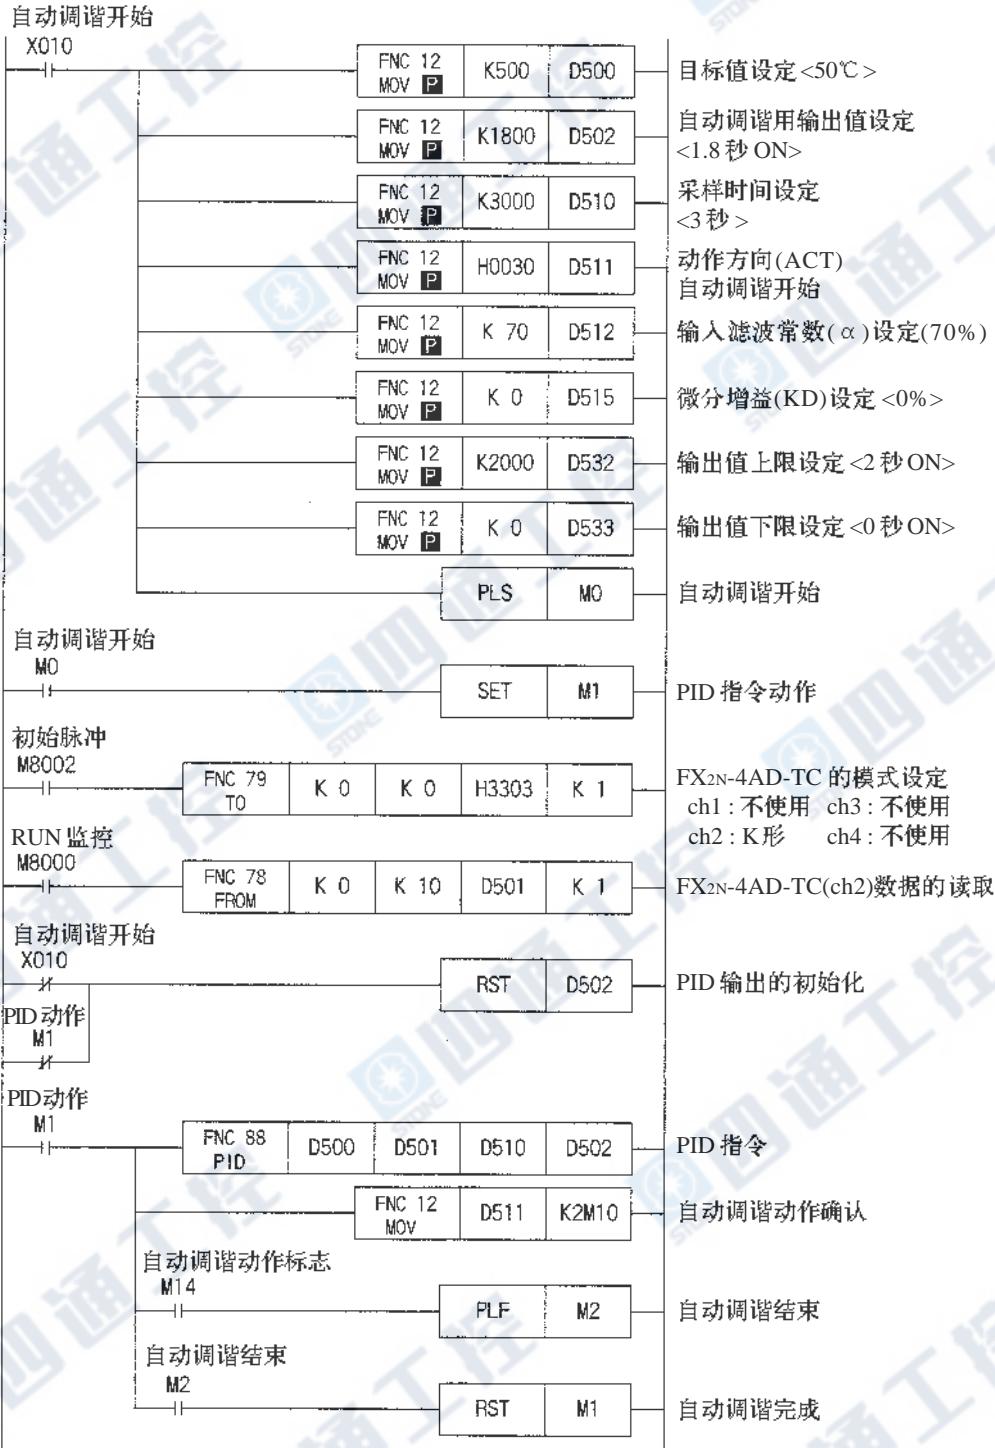 自动调谐开始
X010
FNC 12 MOV P K500 D500 目标值设定<50℃>
FNC 12 MOV P K1800 D502 自动调谐用输出值设定
<1.8秒ON>
FNC 12 MOV P K3000 D510 采样时间设定
<3秒>
FNC 12 MOV P H0030 D511 动作方向(ACT)
自动调谐开始
FNC 12 MOV P K 70 D512 输入滤波常数(α)设定(70%)
FNC 12 MOV P K 0 D515 微分增益(KD)设定<0%>
FNC 12 MOV P K2000 D532 输出值上限设定<2秒ON>
FNC 12 MOV P K 0 D533 输出值下限设定<0秒ON>
PLS M0 自动调谐开始
自动调谐开始
M0
SET M1 PID 指令动作
初始脉冲
M8002
FNC 79 TO K 0 K 0 H3303 K 1 FX2N-4AD-TC 的模式设定
ch1 : 不使用 ch3 : 不使用
ch2 : K形 ch4 : 不使用
RUN 监控
M8000
FNC 78 FROM K 0 K 10 D501 K 1 FX2N-4AD-TC(ch2)数据的读取
自动调谐开始
X010
RST D502 PID 输出的初始化
PID 动作
M1
PID动作
M1
FNC 88 PID D500 D501 D510 D502 PID 指令
FNC 12 MOV D511 K2M10 自动调谐动作确认
自动调谐动作标志
M14
PLF M2 自动调谐结束
自动调谐结束
M2
RST M1 自动调谐完成
四通工控
STONE